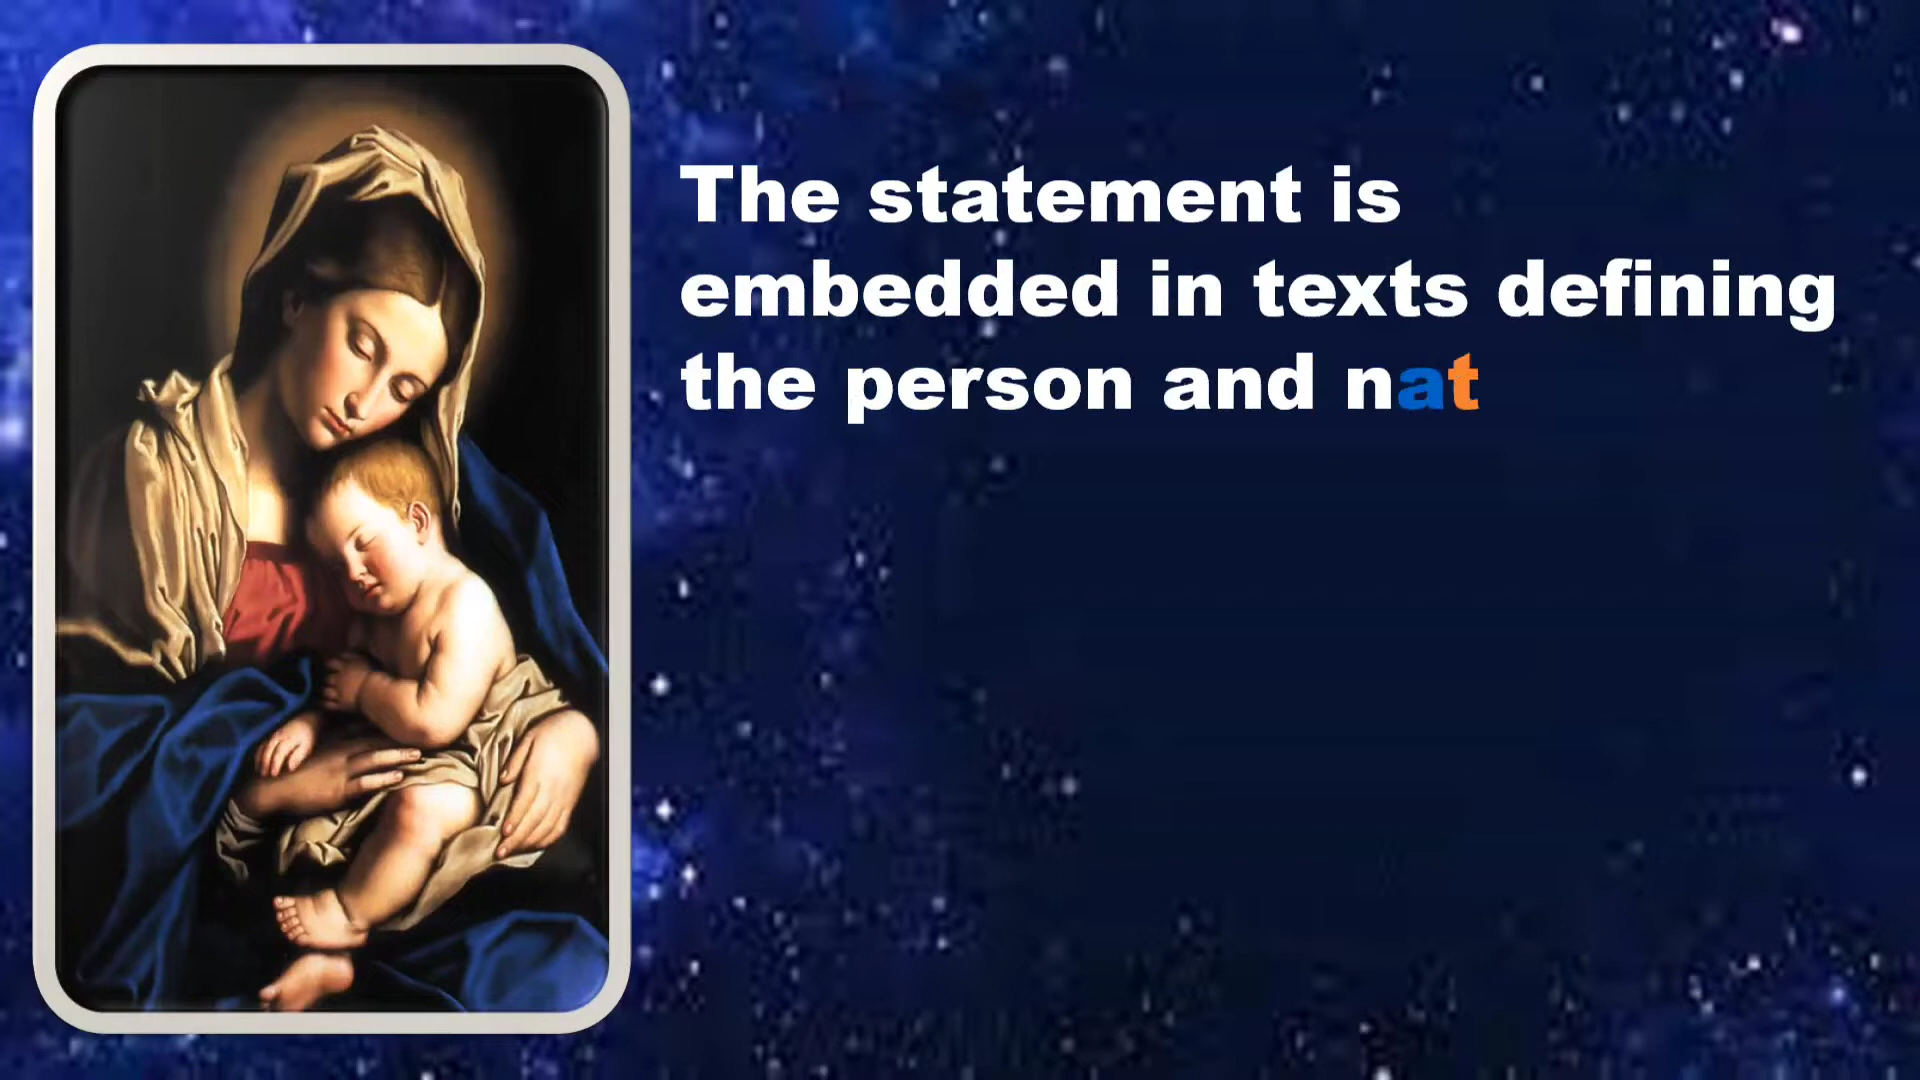 The statement is
embedded in texts defining
the person and nat